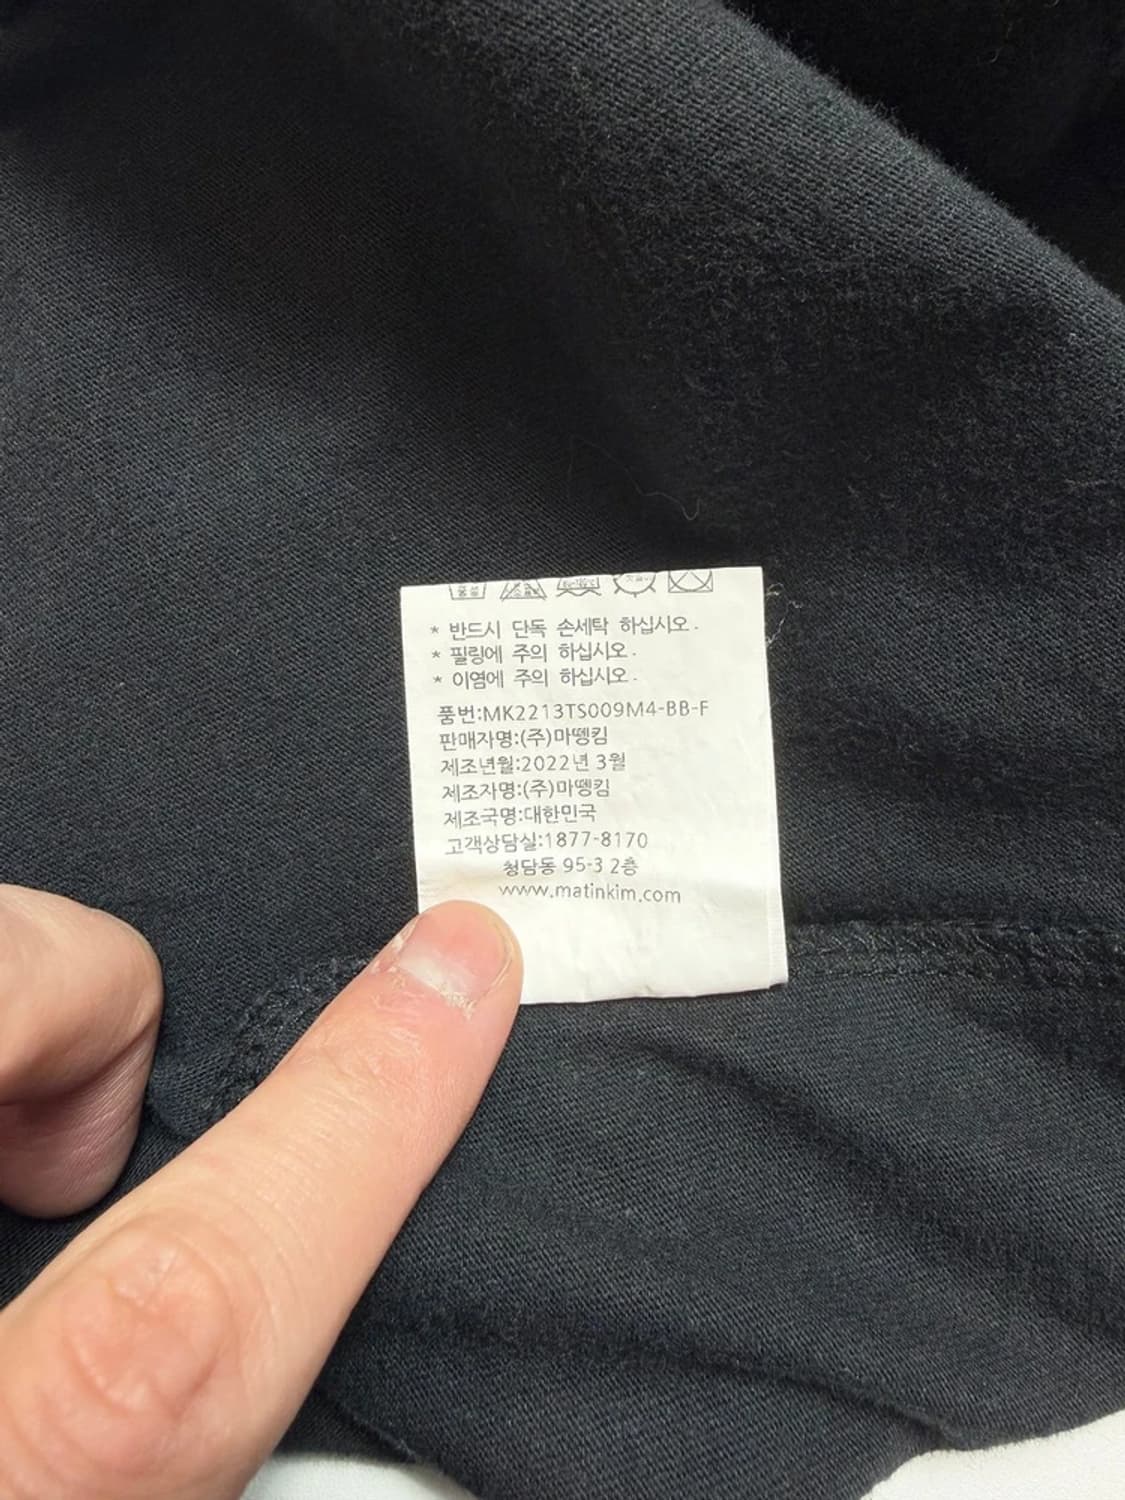 * 반드시 단독 손세탁 하십시오.
* 필링에 주의 하십시오.
* 이염에 주의 하십시오.
품번:MK2213TS009M4-BB-F
판매자명:(주)마뗑킴
제조년월:2022년 3월
제조자명:(주)마뗑킴
제조국명:대한민국
고객상담실:1877-8170
청담동 95-3 2층
www.matinkim.com